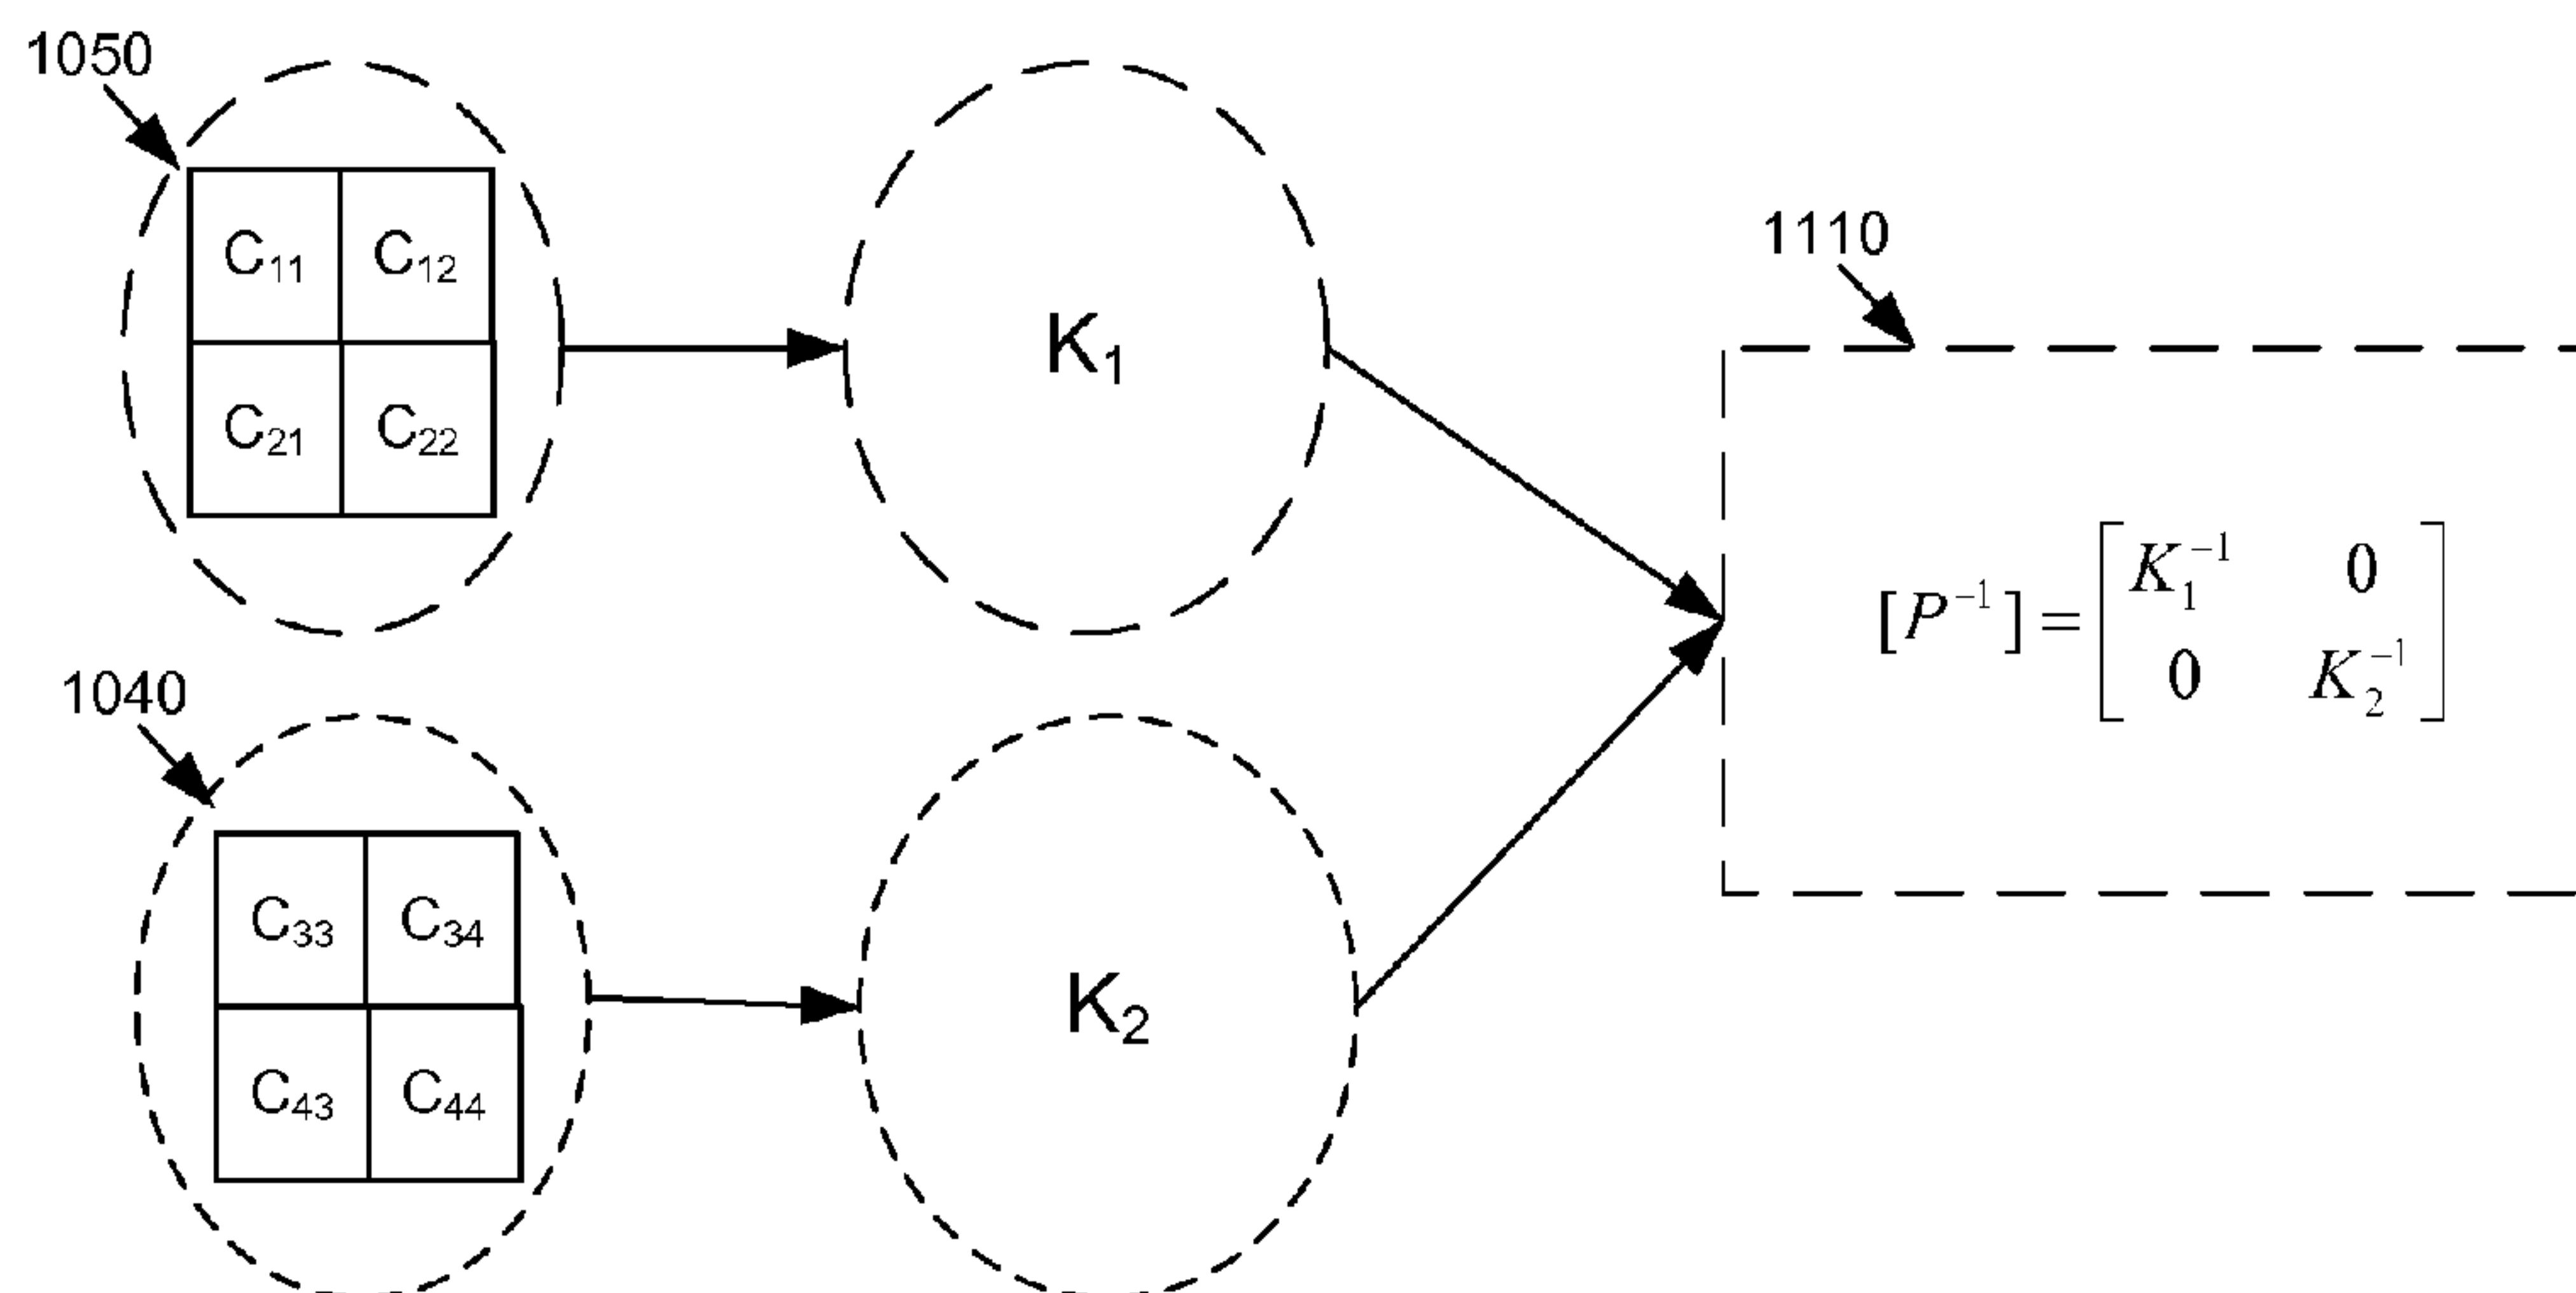 1050
C₁₁ C₁₂
C₂₁ C₂₂
K₁
1110
[P⁻¹] = [K₁⁻¹ 0
0 K₂⁻¹]
1040
C₃₃ C₃₄
C₄₃ C₄₄
K₂